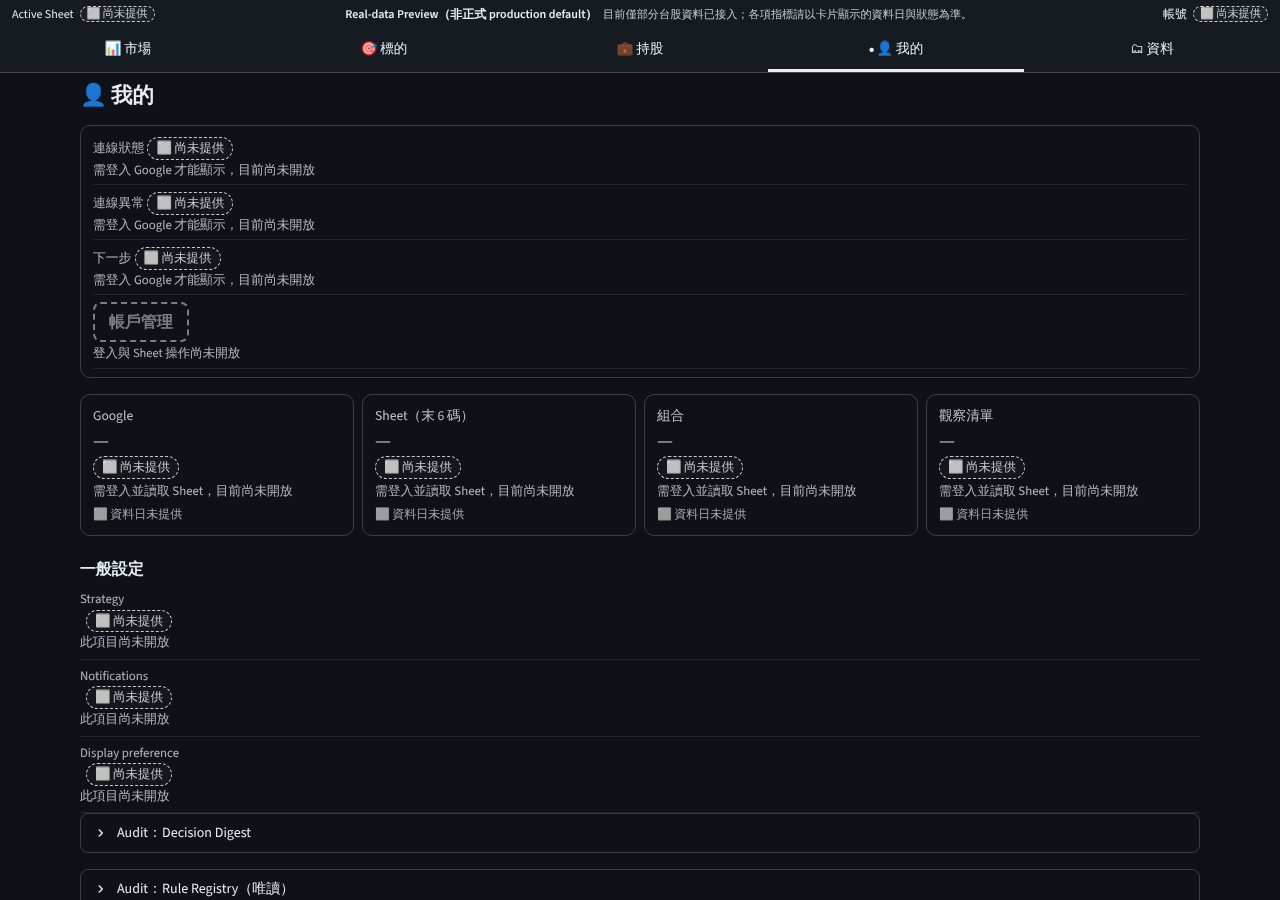 Active Sheet ⬜ 尚未提供
Real-data Preview（非正式 production default） 目前僅部分台股資料已接入；各項指標請以卡片顯示的資料日與狀態為準。
帳號 ⬜ 尚未提供
📊 市場
🎯 標的
💼 持股
• 👤 我的
🗂 資料
👤 我的
連線狀態 ⬜ 尚未提供
需登入 Google 才能顯示，目前尚未開放
連線異常 ⬜ 尚未提供
需登入 Google 才能顯示，目前尚未開放
下一步 ⬜ 尚未提供
需登入 Google 才能顯示，目前尚未開放
帳戶管理
登入與 Sheet 操作尚未開放
Google
—
⬜ 尚未提供
需登入並讀取 Sheet，目前尚未開放
⬜ 資料日未提供
Sheet（末 6 碼）
—
⬜ 尚未提供
需登入並讀取 Sheet，目前尚未開放
⬜ 資料日未提供
組合
—
⬜ 尚未提供
需登入並讀取 Sheet，目前尚未開放
⬜ 資料日未提供
觀察清單
—
⬜ 尚未提供
需登入並讀取 Sheet，目前尚未開放
⬜ 資料日未提供
一般設定
Strategy
⬜ 尚未提供
此項目尚未開放
Notifications
⬜ 尚未提供
此項目尚未開放
Display preference
⬜ 尚未提供
此項目尚未開放
Audit：Decision Digest
Audit：Rule Registry（唯讀）